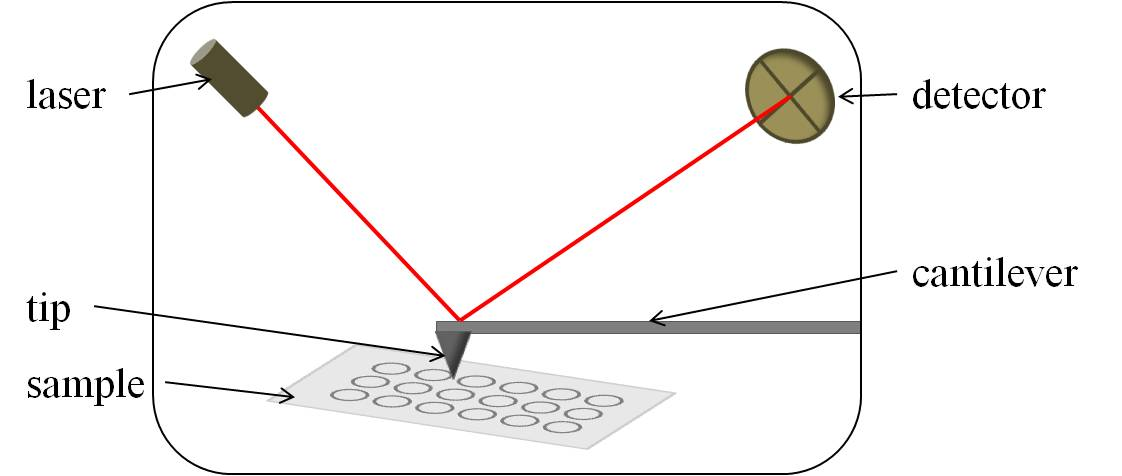 laser
detector
cantilever
tip
sample